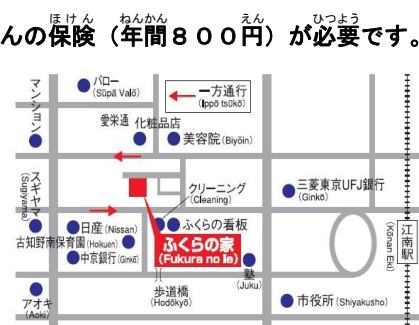 んの保険（年間８００円）が必要です。
ほけん ねんかん えん ひつよう
マンション
バロー
(Sūpā Valō)
一方通行
(Ippō tsūkō)
愛栄通
化粧品店
美容院 (Biyōin)
スギヤマ
(Sugiyama)
クリーニング
(Cleaning)
三菱東京UFJ銀行
(Ginkō)
日産 (Nissan)
ふくらの看板
古知野南保育園 (Hoikuen)
中京銀行 (Ginkō)
ふくらの家
(Fukura no Ie)
江南駅
(Kōnan Eki)
塾
(Juku)
歩道橋
(Hodōkyō)
アオキ
(Aoki)
市役所 (Shiyakusho)